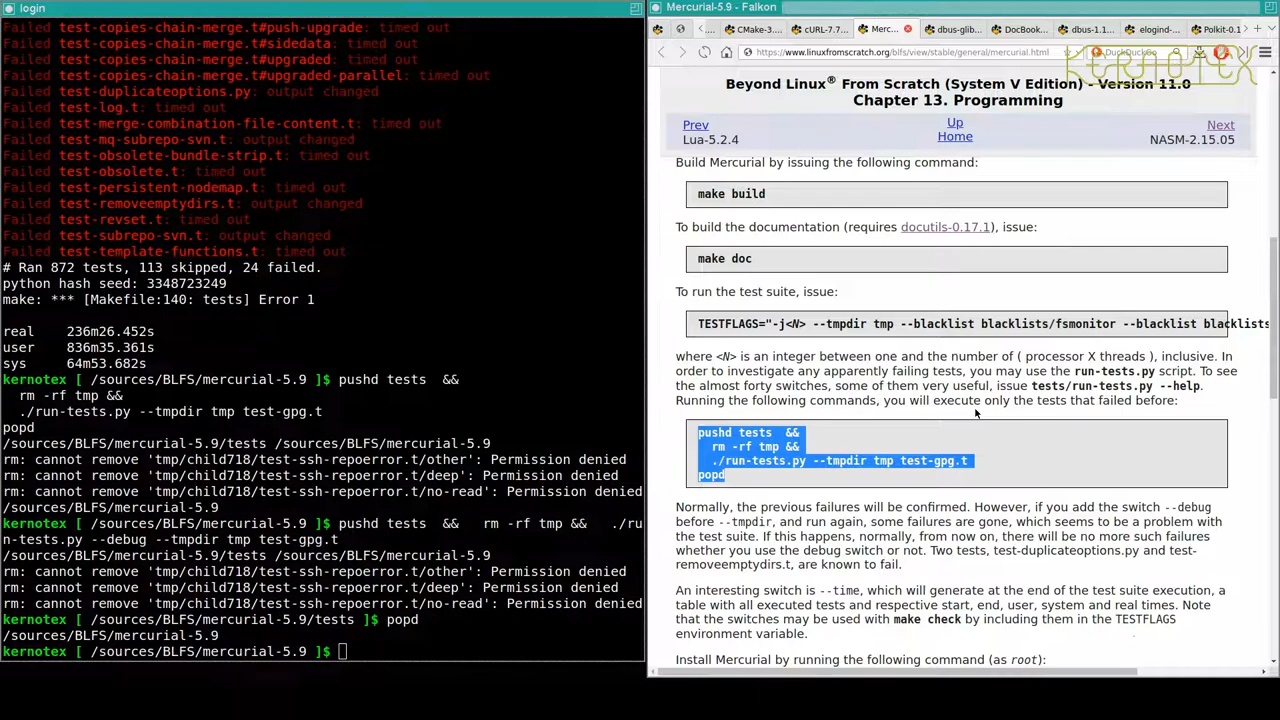 login
Failed test-copies-chain-merge.t#push-upgrade: timed out
Failed test-copies-chain-merge.t#sidedata: timed out
Failed test-copies-chain-merge.t#upgraded: timed out
Failed test-copies-chain-merge.t#upgraded-parallel: timed out
Failed test-duplicateoptions.py: output changed
Failed test-log.t: timed out
Failed test-merge-combination-file-content.t: timed out
Failed test-mq-subrepo-svn.t: output changed
Failed test-obsolete-bundle-strip.t: timed out
Failed test-obsolete.t: timed out
Failed test-persistent-nodemap.t: timed out
Failed test-removeemptydirs.t: output changed
Failed test-revset.t: timed out
Failed test-subrepo-svn.t: output changed
Failed test-template-functions.t: timed out
# Ran 872 tests, 113 skipped, 24 failed.
python hash seed: 3348723249
make: *** [Makefile:140: tests] Error 1
real 236m26.452s
user 836m35.361s
sys 64m53.682s
kernotex [ /sources/BLFS/mercurial-5.9 ]$ pushd tests &&
rm -rf tmp &&
./run-tests.py --tmpdir tmp test-gpg.t
popd
/sources/BLFS/mercurial-5.9/tests /sources/BLFS/mercurial-5.9
rm: cannot remove 'tmp/child718/test-ssh-repoerror.t/other': Permission denied
rm: cannot remove 'tmp/child718/test-ssh-repoerror.t/deep': Permission denied
rm: cannot remove 'tmp/child718/test-ssh-repoerror.t/no-read': Permission denied
/sources/BLFS/mercurial-5.9
kernotex [ /sources/BLFS/mercurial-5.9 ]$ pushd tests && rm -rf tmp && ./ru
n-tests.py --debug --tmpdir tmp test-gpg.t
/sources/BLFS/mercurial-5.9/tests /sources/BLFS/mercurial-5.9
rm: cannot remove 'tmp/child718/test-ssh-repoerror.t/other': Permission denied
rm: cannot remove 'tmp/child718/test-ssh-repoerror.t/deep': Permission denied
rm: cannot remove 'tmp/child718/test-ssh-repoerror.t/no-read': Permission denied
kernotex [ /sources/BLFS/mercurial-5.9/tests ]$ popd
/sources/BLFS/mercurial-5.9
kernotex [ /sources/BLFS/mercurial-5.9 ]$
Mercurial-5.9 - Falkon
... CMake-3.... cURL-7.7... Merc... dbus-glib... DocBook... dbus-1.1... elogind-... Polkit-0.1
https://www.linuxfromscratch.org/blfs/view/stable/general/mercurial.html DuckDuckGo
KERNOTEX
Beyond Linux® From Scratch (System V Edition) - Version 11.0
Chapter 13. Programming
Prev Up Next
Lua-5.2.4 Home NASM-2.15.05
Build Mercurial by issuing the following command:
make build
To build the documentation (requires docutils-0.17.1), issue:
make doc
To run the test suite, issue:
TESTFLAGS="-j<N> --tmpdir tmp --blacklist blacklists/fsmonitor --blacklist blacklists
where <N> is an integer between one and the number of ( processor X threads ), inclusive. In
order to investigate any apparently failing tests, you may use the run-tests.py script. To see
the almost forty switches, some of them very useful, issue tests/run-tests.py --help.
Running the following commands, you will execute only the tests that failed before:
pushd tests &&
rm -rf tmp &&
./run-tests.py --tmpdir tmp test-gpg.t
popd
Normally, the previous failures will be confirmed. However, if you add the switch --debug
before --tmpdir, and run again, some failures are gone, which seems to be a problem with
the test suite. If this happens, normally, from now on, there will be no more such failures
whether you use the debug switch or not. Two tests, test-duplicateoptions.py and test-
removeemptydirs.t, are known to fail.
An interesting switch is --time, which will generate at the end of the test suite execution, a
table with all executed tests and respective start, end, user, system and real times. Note
that the switches may be used with make check by including them in the TESTFLAGS
environment variable.
Install Mercurial by running the following command (as root):